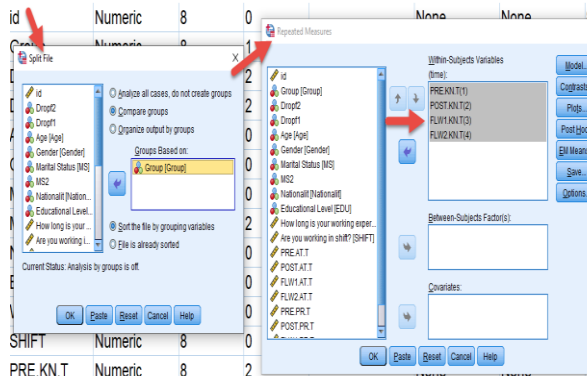 id Numeric 8 0 None None
Numeric 8
Split File
id
Group [Group]
Dropf2
Dropf1
Age [Age]
Gender [Gender]
Marital Status [MS]
MS2
Nationalit [Nation...
Educational Level...
How long is your ...
Are you working i...
Analyze all cases, do not create groups
Compare groups
Organize output by groups
Groups Based on:
Group [Group]
Sort the file by grouping variables
File is already sorted
Current Status: Analysis by groups is off.
OK Paste Reset Cancel Help
Repeated Measures
id
Group [Group]
Dropf2
Dropf1
Age [Age]
Gender [Gender]
Marital Status [MS]
MS2
Nationalit [Nationalit]
Educational Level [EDU]
How long is your working exper...
Are you working in shift? [SHIFT]
PRE.AT.T
POST.AT.T
FLW1.AT.T
FLW2.AT.T
PRE.PR.T
POST.PR.T
Within-Subjects Variables
(time):
PRE.KN.T(1)
POST.KN.T(2)
FLW1.KN.T(3)
FLW2.KN.T(4)
Between-Subjects Factor(s):
Covariates:
Model...
Contrasts
Plots...
Post Hoc
EM Means
Save...
Options.
OK Paste Reset Cancel Help
SHIFT Numeric 8 0
PRE.KN.T Numeric 8 2 None None